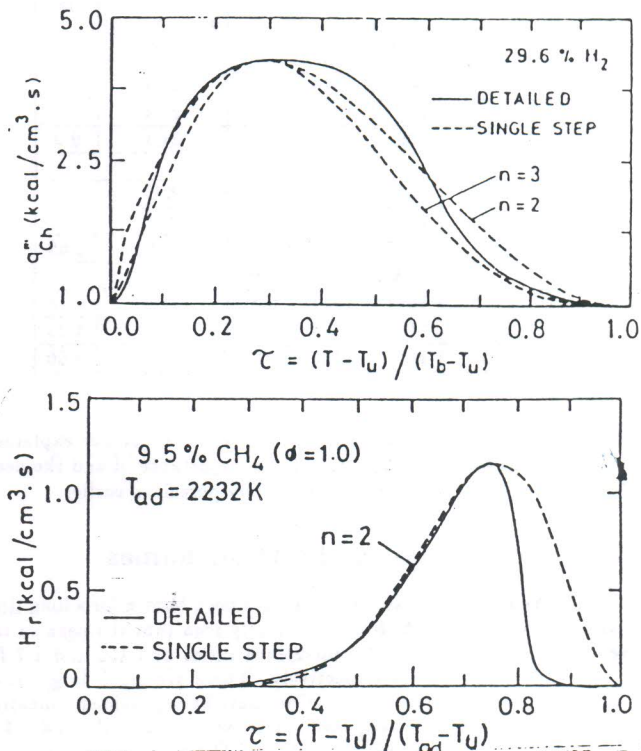 5.0
29.6 % H₂
DETAILED
SINGLE STEP
2.5
n = 3
n = 2
1.0
q‴Ch (kcal/cm³.s)
0.0 0.2 0.4 0.6 0.8 1.0
τ = (T−Tu)/(Tb−Tu)
1.5
9.5% CH₄ (ϕ=1.0)
Tad = 2232 K
1.0
n = 2
0.5
DETAILED
SINGLE STEP
0
Hr (kcal/cm³s)
0 0.2 0.4 0.6 0.8 1.0
τ = (T−Tu)/(Tad−Tu)